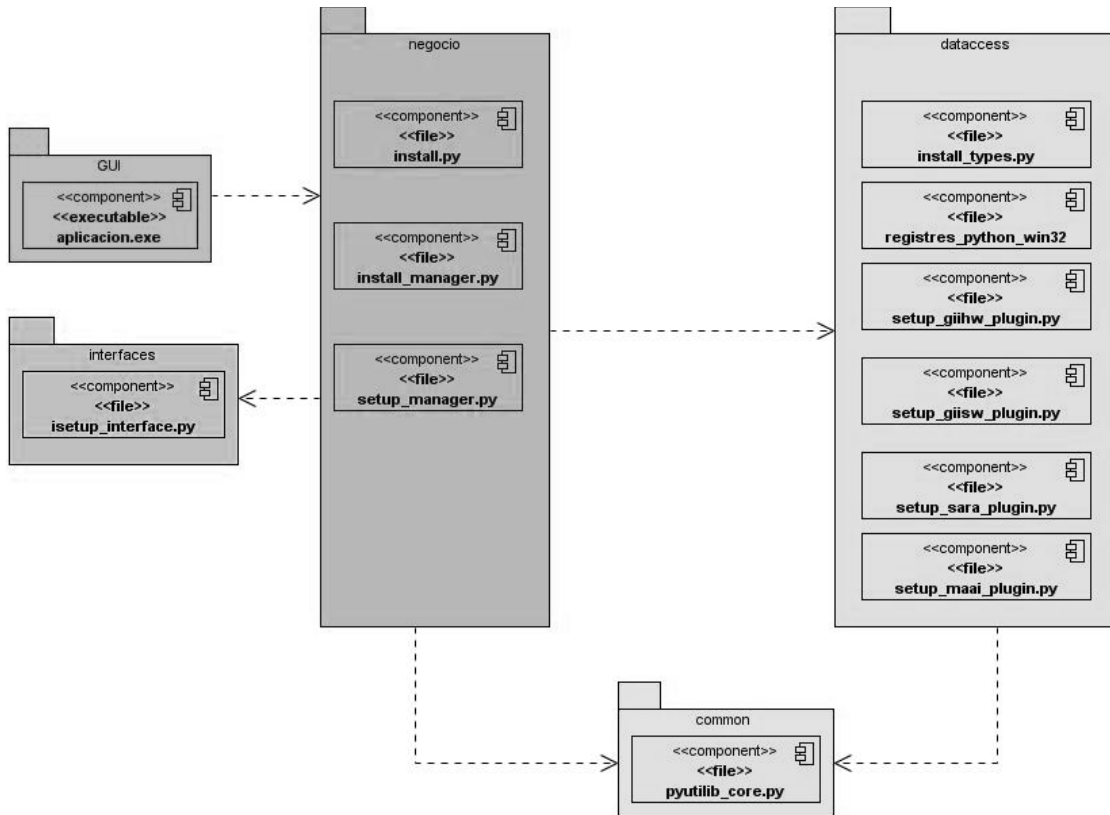 GUI
<<component>>
<<executable>>
aplicacion.exe
interfaces
<<component>>
<<file>>
isetup_interface.py
negocio
<<component>>
<<file>>
install.py
<<component>>
<<file>>
install_manager.py
<<component>>
<<file>>
setup_manager.py
dataccess
<<component>>
<<file>>
install_types.py
<<component>>
<<file>>
registres_python_win32
<<component>>
<<file>>
setup_giihw_plugin.py
<<component>>
<<file>>
setup_giisw_plugin.py
<<component>>
<<file>>
setup_sara_plugin.py
<<component>>
<<file>>
setup_maai_plugin.py
common
<<component>>
<<file>>
pyutilib_core.py